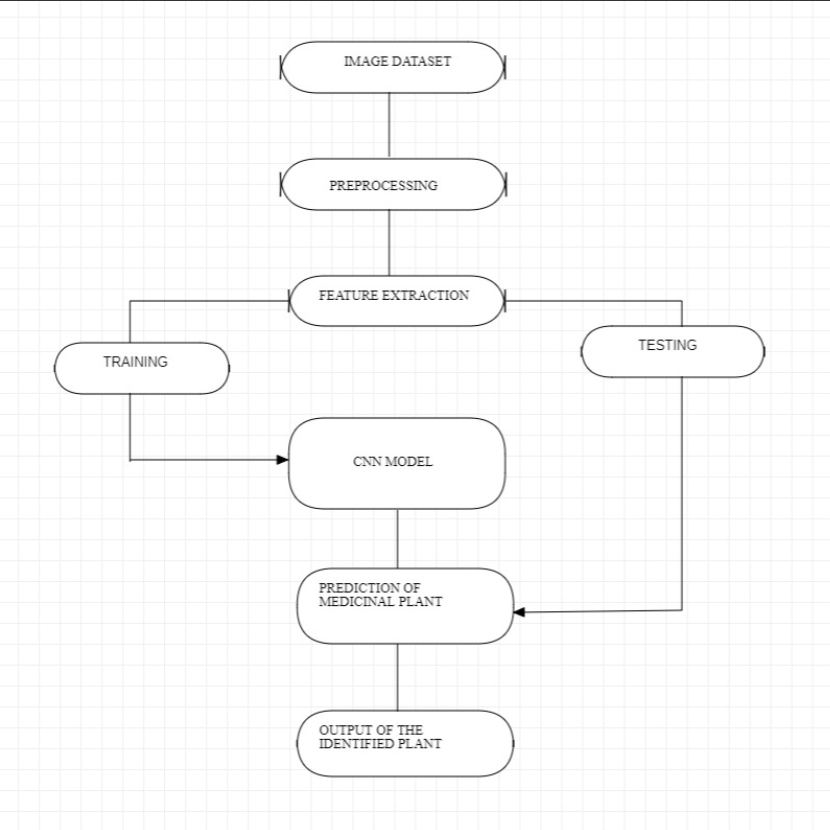 IMAGE DATASET
PREPROCESSING
FEATURE EXTRACTION
TRAINING
TESTING
CNN MODEL
PREDICTION OF
MEDICINAL PLANT
OUTPUT OF THE
IDENTIFIED PLANT